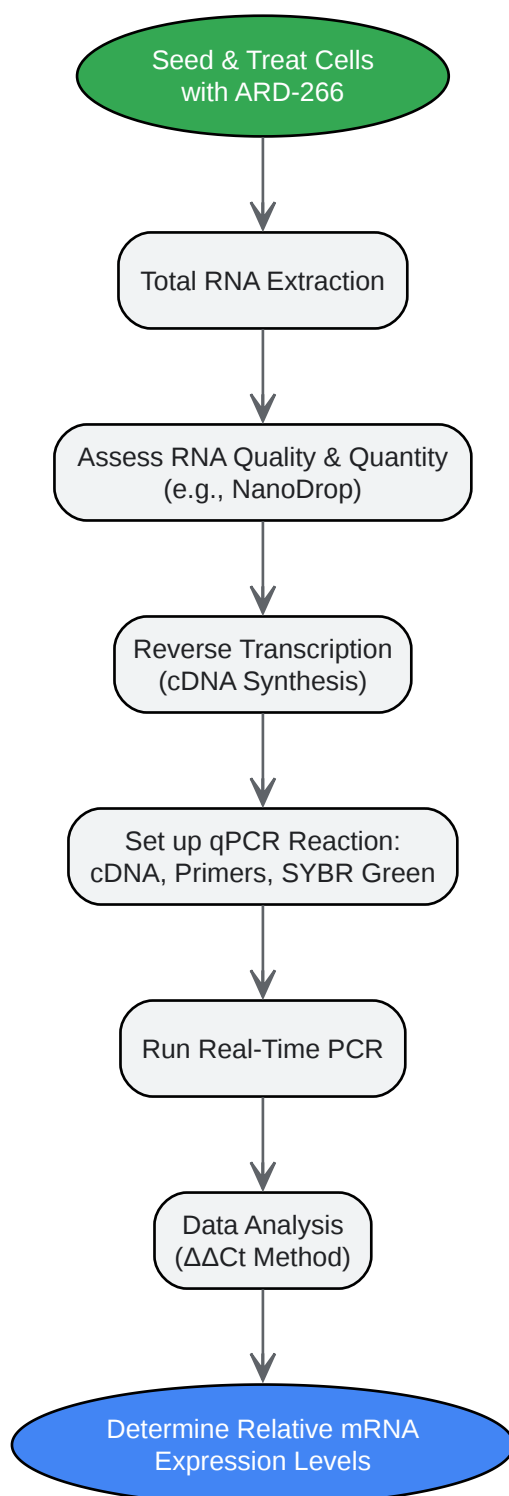 Seed & Treat Cells
with ARD-266
Total RNA Extraction
Assess RNA Quality & Quantity
(e.g., NanoDrop)
Reverse Transcription
(cDNA Synthesis)
Set up qPCR Reaction:
cDNA, Primers, SYBR Green
Run Real-Time PCR
Data Analysis
(ΔΔCt Method)
Determine Relative mRNA
Expression Levels